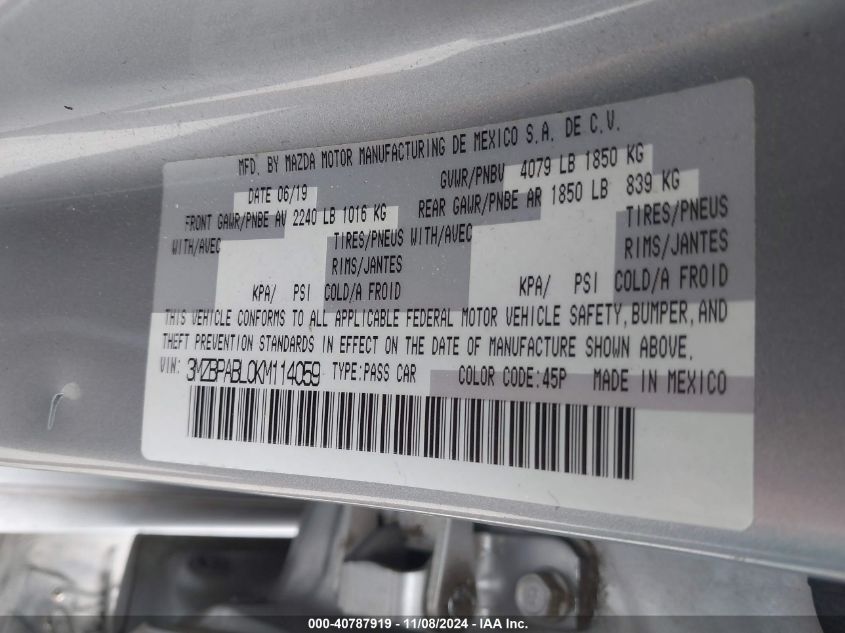 MFD. BY MAZDA MOTOR MANUFACTURING DE MEXICO S.A. DE C.V.
DATE 06/19 GVWR/PNBV 4079 LB 1850 KG
FRONT GAWR/PNBE AV 2240 LB 1016 KG REAR GAWR/PNBE AR 1850 LB 839 KG
WITH/AVEC TIRES/PNEUS WITH/AVEC TIRES/PNEUS
RIMS/JANTES RIMS/JANTES
KPA/ PSI COLD/A FROID KPA/ PSI COLD/A FROID
THIS VEHICLE CONFORMS TO ALL APPLICABLE FEDERAL MOTOR VEHICLE SAFETY, BUMPER, AND
THEFT PREVENTION STANDARDS IN EFFECT ON THE DATE OF MANUFACTURE SHOWN ABOVE.
VIN: 3MZBPABL0KM114059 TYPE:PASS CAR COLOR CODE:45P MADE IN MEXICO
000-40787919 - 11/08/2024 - IAA Inc.